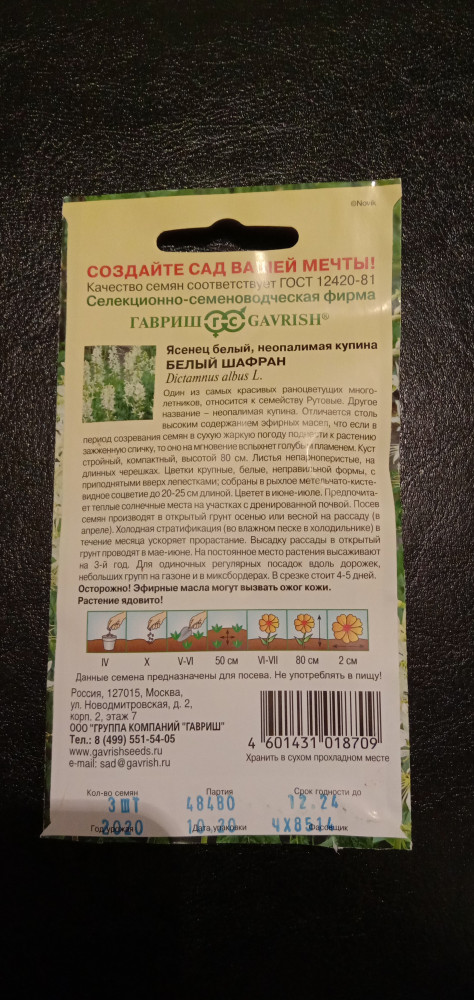 ©Novik
СОЗДАЙТЕ САД ВАШЕЙ МЕЧТЫ!
Качество семян соответствует ГОСТ 12420-81
Селекционно-семеноводческая фирма
ГАВРИШ ГС GAVRISH®
Ясенец белый, неопалимая купина
БЕЛЫЙ ШАФРАН
Dictamnus albus L.
Один из самых красивых раноцветущих много-
летников, относится к семейству Рутовые. Другое
название – неопалимая купина. Отличается столь
высоким содержанием эфирных масел, что если в
период созревания семян в сухую жаркую погоду поднести к растению
зажженную спичку, то оно на мгновение вспыхнет голубым пламенем. Куст
стройный, компактный, высотой 80 см. Листья непарноперистые, на
длинных черешках. Цветки крупные, белые, неправильной формы, с
приподнятыми вверх лепестками; собраны в рыхлое метельчато-кисте-
видное соцветие до 20-25 см длиной. Цветет в июне-июле. Предпочита-
ет теплые солнечные места на участках с дренированной почвой. Посев
семян производят в открытый грунт осенью или весной на рассаду (в
апреле). Холодная стратификация (во влажном песке в холодильнике) в
течение месяца ускоряет прорастание. Высадку рассады в открытый
грунт проводят в мае-июне. На постоянное место растения высаживают
на 3-й год. Для одиночных регулярных посадок вдоль дорожек,
небольших групп на газоне и в миксбордерах. В срезке стоит 4-5 дней.
Осторожно! Эфирные масла могут вызвать ожог кожи.
Растение ядовито!
IV X V-VI 50 см VI-VII 80 см 2 см
Данные семена предназначены для посева. Не употреблять в пищу!
Россия, 127015, Москва,
ул. Новодмитровская, д. 2,
корп. 2, этаж 7
ООО "ГРУППА КОМПАНИЙ "ГАВРИШ"
Тел.: 8 (499) 551-54-05
www.gavrishseeds.ru
e-mail: sad@gavrish.ru
4 601431 018709
Хранить в сухом прохладном месте
Кол-во семян Партия Срок годности до
3 ШТ 48480 12.24
2020 10.20 4X8514
Год урожая Дата упаковки Фасовщик